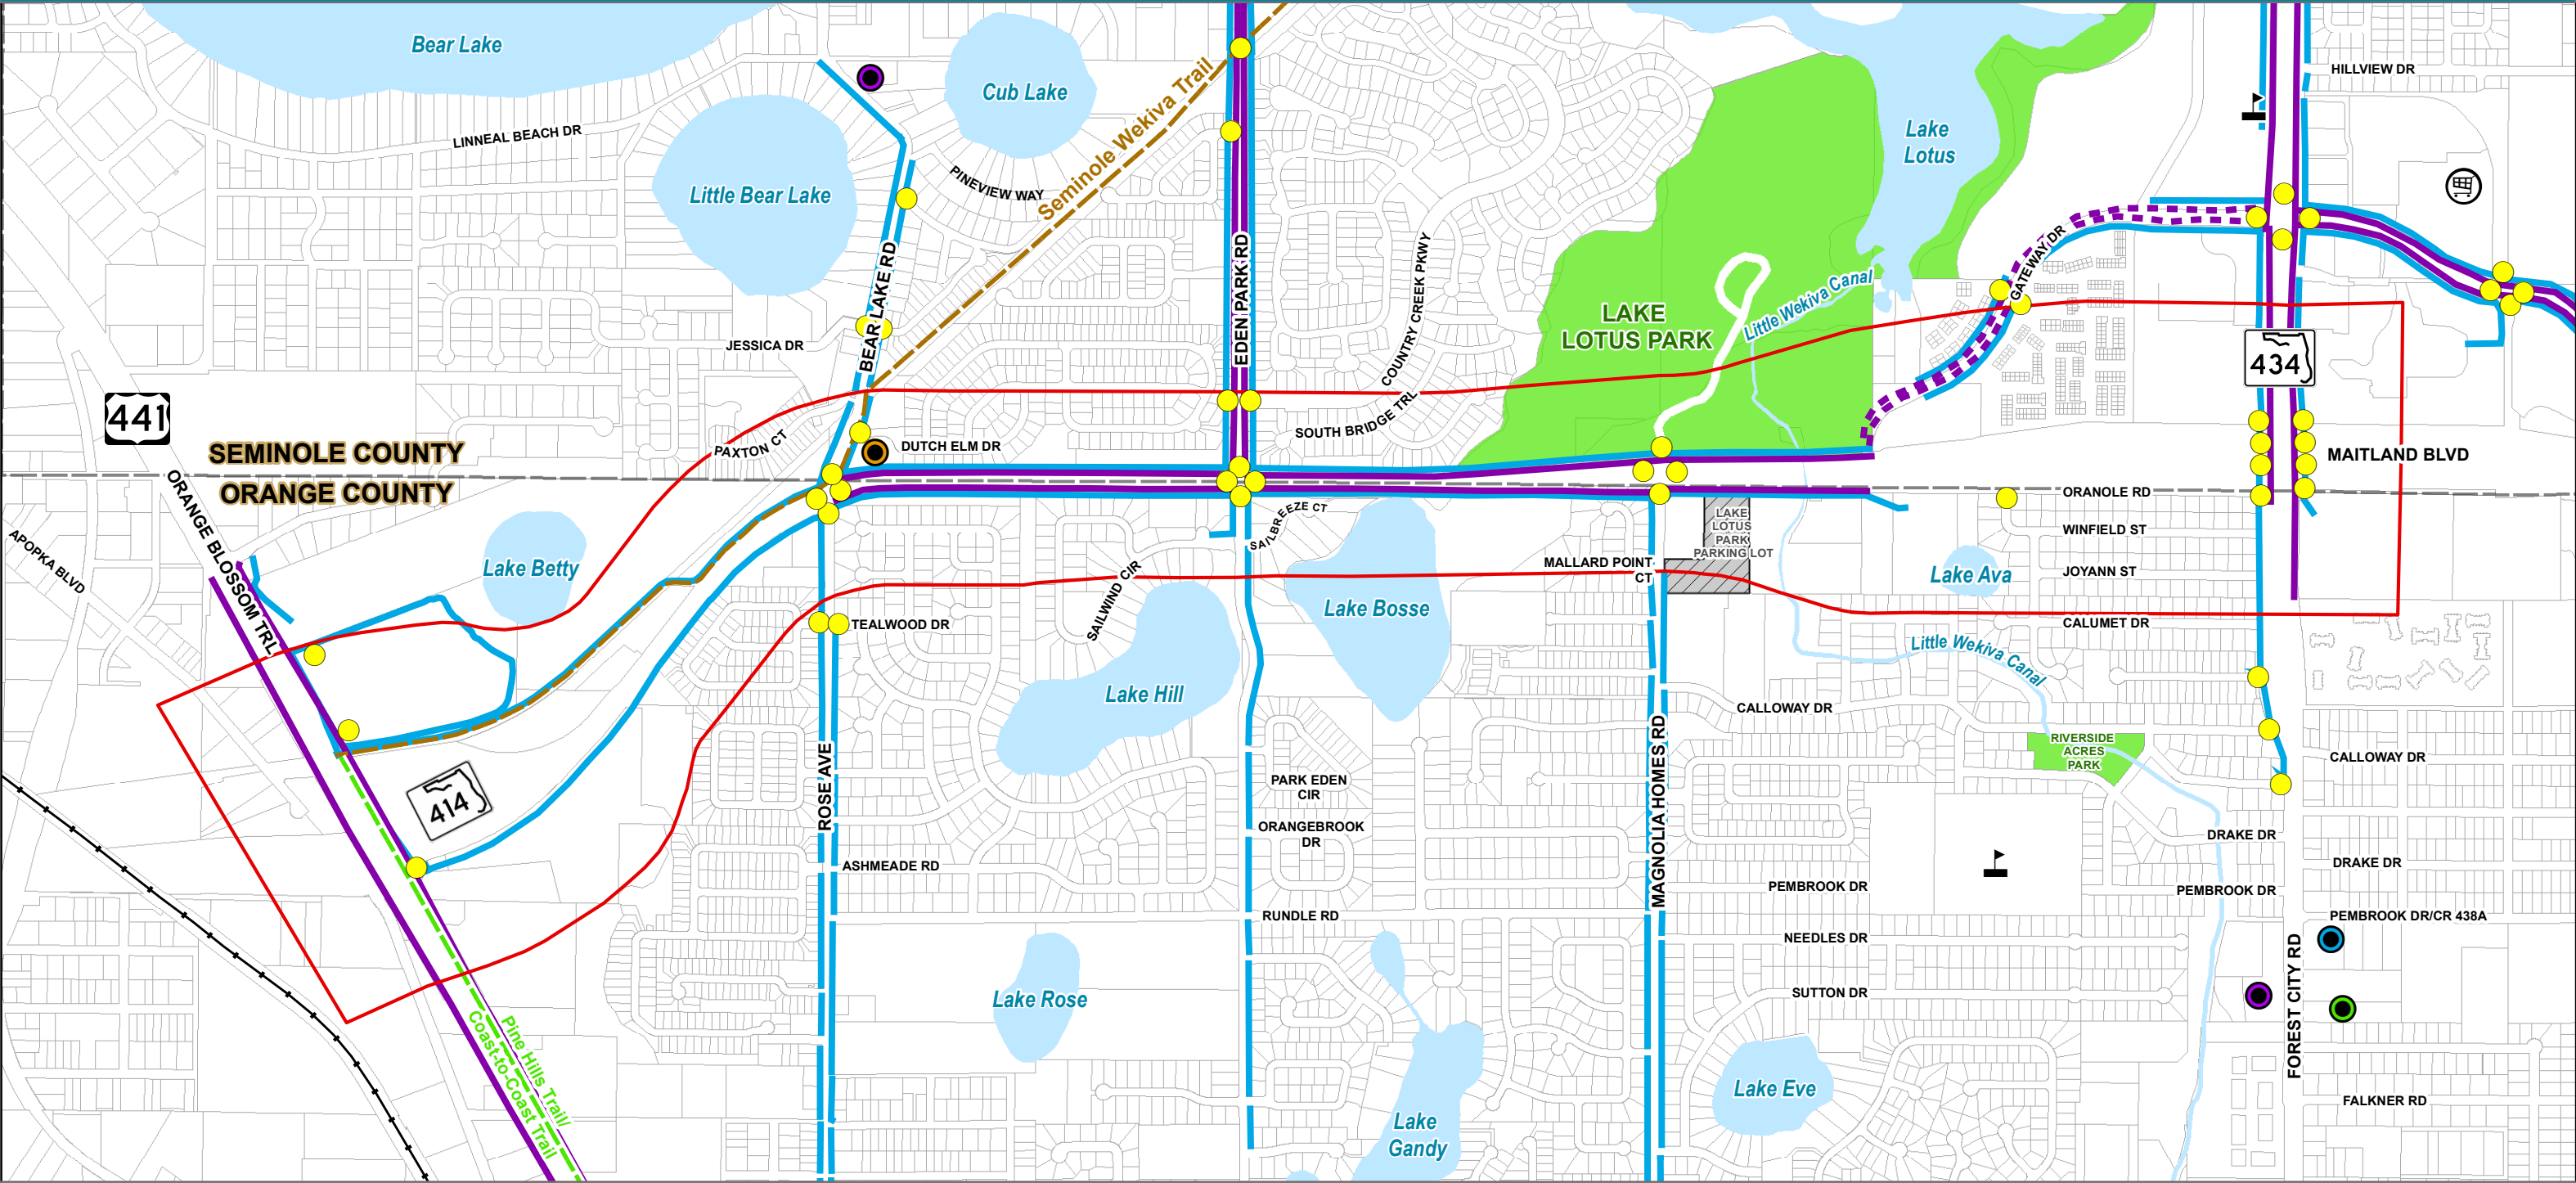 Bear Lake
Cub Lake
Seminole Wekiva Trail
HILLVIEW DR
LINNEAL BEACH DR
Lake
Lotus
Little Bear Lake
PINEVIEW WAY
BEAR LAKE RD
EDEN PARK RD
COUNTRY CREEK PKWY
GATEWAY DR
Little Wekiva Canal
LAKE
LOTUS PARK
JESSICA DR
434
441
SOUTH BRIDGE TRL
PAXTON CT
DUTCH ELM DR
SEMINOLE COUNTY
ORANGE COUNTY
MAITLAND BLVD
ORANOLE RD
ORANGE BLOSSOM TRL
APOPKA BLVD
SAILBREEZE CT
LAKE
LOTUS
PARK
PARKING LOT
WINFIELD ST
Lake Betty
MALLARD POINT
CT
Lake Ava
JOYANN ST
SAILWIND CIR
Lake Bosse
TEALWOOD DR
CALUMET DR
Little Wekiva Canal
Lake Hill
CALLOWAY DR
RIVERSIDE
ACRES
PARK
CALLOWAY DR
414
ROSE AVE
PARK EDEN
CIR
MAGNOLIA HOMES RD
ORANGEBROOK
DR
DRAKE DR
DRAKE DR
ASHMEADE RD
PEMBROOK DR
PEMBROOK DR
RUNDLE RD
PEMBROOK DR/CR 438A
NEEDLES DR
FOREST CITY RD
Lake Rose
SUTTON DR
Pine Hills Trail
Coast-to-Coast Trail
Lake Eve
FALKNER RD
Lake
Gandy